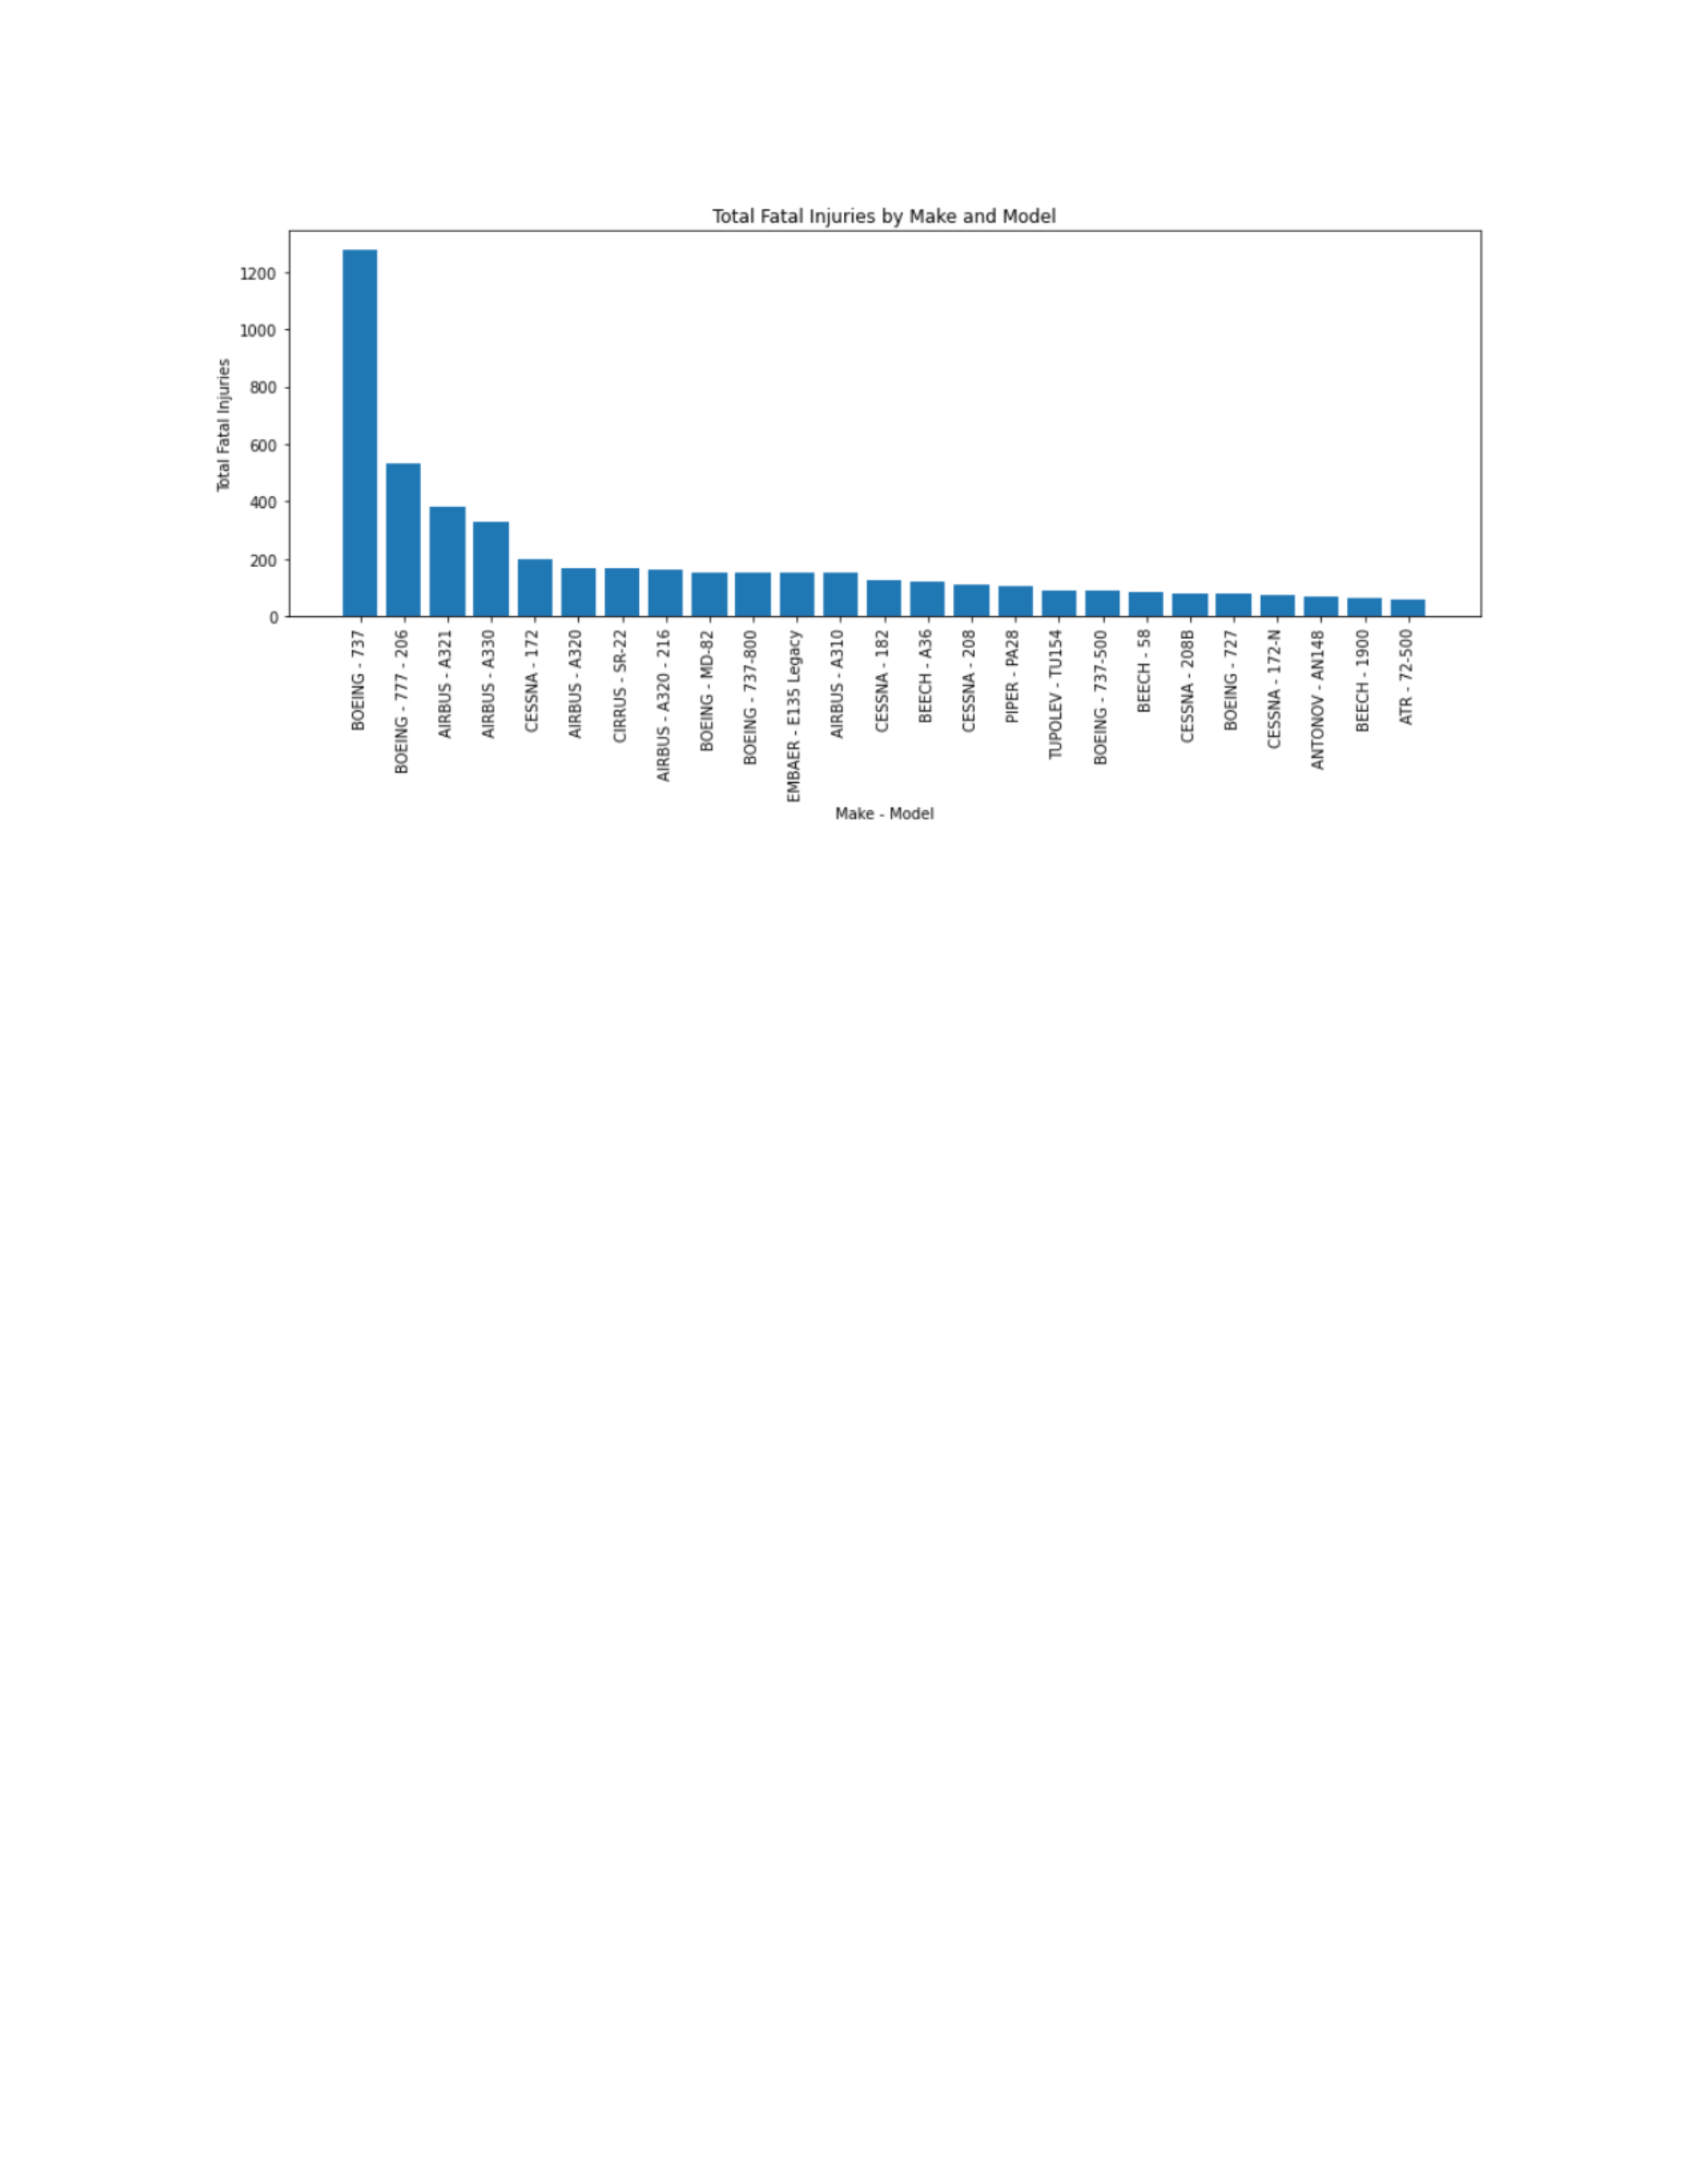 Total Fatal Injuries by Make and Model
Total Fatal Injuries
1200
1000
800
600
400
200
0
BOEING - 737
BOEING - 777 - 206
AIRBUS - A321
AIRBUS - A330
CESSNA - 172
AIRBUS - A320
CIRRUS - SR-22
AIRBUS - A320 - 216
BOEING - MD-82
BOEING - 737-800
EMBAER - E135 Legacy
AIRBUS - A310
CESSNA - 182
BEECH - A36
CESSNA - 208
PIPER - PA28
TUPOLEV - TU154
BOEING - 737-500
BEECH - 58
CESSNA - 208B
BOEING - 727
CESSNA - 172-N
ANTONOV - AN148
BEECH - 1900
ATR - 72-500
Make - Model